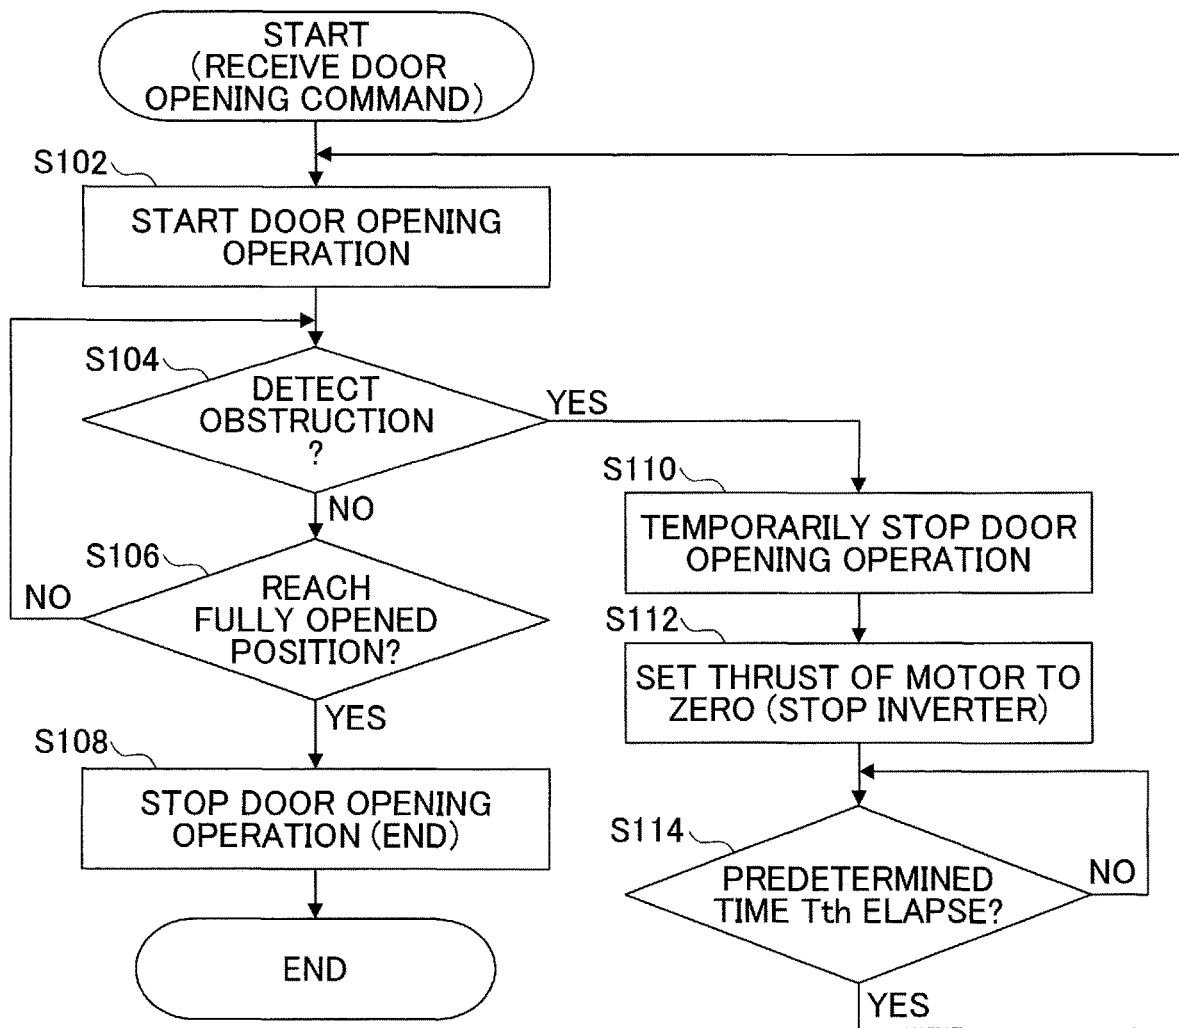 START
(RECEIVE DOOR
OPENING COMMAND)
S102
START DOOR OPENING
OPERATION
S104
DETECT
OBSTRUCTION
?
YES
NO
S106
REACH
FULLY OPENED
POSITION?
NO
YES
S108
STOP DOOR OPENING
OPERATION (END)
END
S110
TEMPORARILY STOP DOOR
OPENING OPERATION
S112
SET THRUST OF MOTOR TO
ZERO (STOP INVERTER)
S114
PREDETERMINED
TIME Tth ELAPSE?
NO
YES